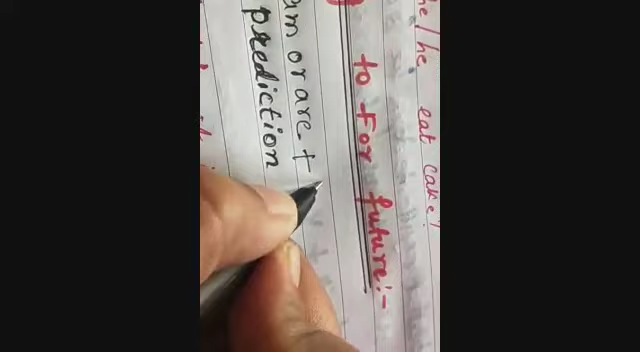 he/he eat cake!
to For future:-
am or are +
prediction